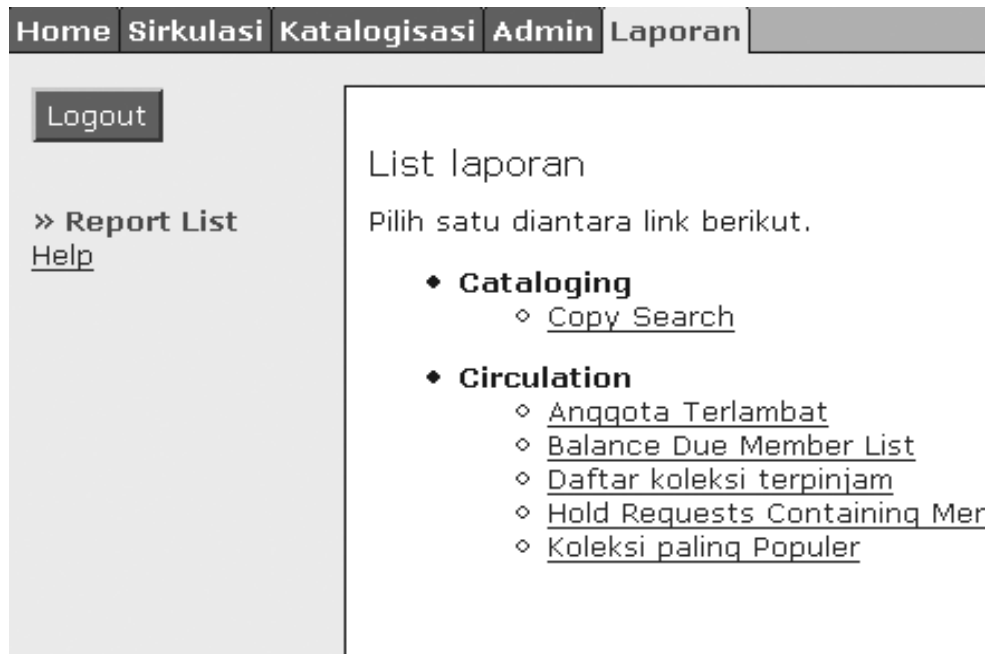 Home Sirkulasi Katalogisasi Admin Laporan
Logout
» Report List
Help
List laporan
Pilih satu diantara link berikut.
Cataloging
Copy Search
Circulation
Anggota Terlambat
Balance Due Member List
Daftar koleksi terpinjam
Hold Requests Containing
Koleksi paling Populer